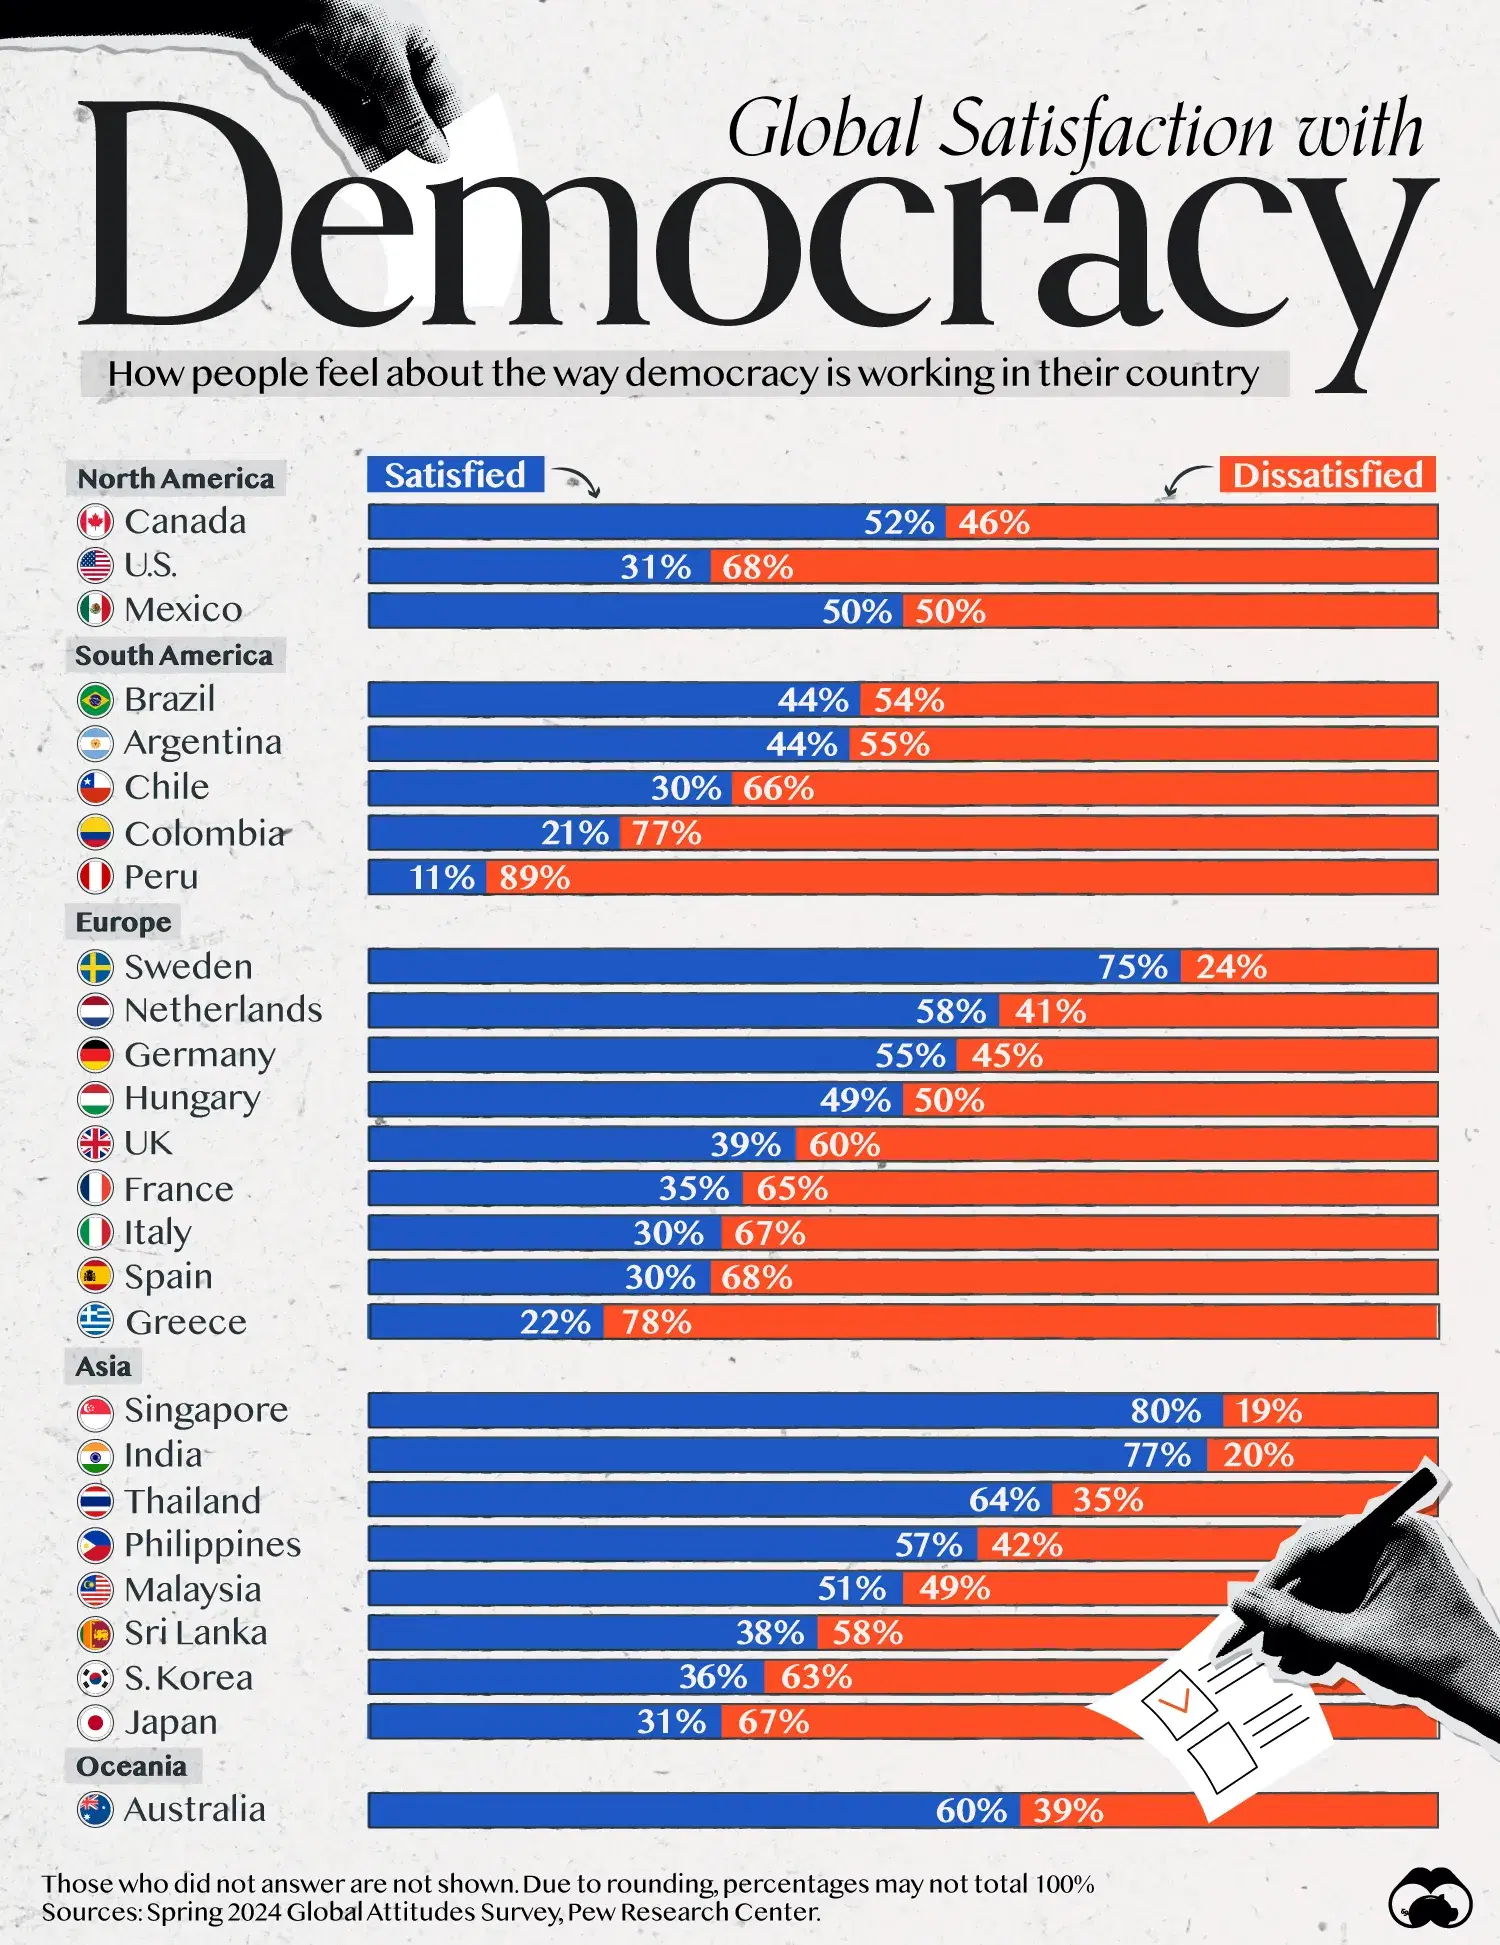 Global Satisfaction with
Democracy
How people feel about the way democracy is working in their country
North America
Satisfied
Dissatisfied
Canada 52% 46%
U.S. 31% 68%
Mexico 50% 50%
South America
Brazil 44% 54%
Argentina 44% 55%
Chile 30% 66%
Colombia 21% 77%
Peru 11% 89%
Europe
Sweden 75% 24%
Netherlands 58% 41%
Germany 55% 45%
Hungary 49% 50%
UK 39% 60%
France 35% 65%
Italy 30% 67%
Spain 30% 68%
Greece 22% 78%
Asia
Singapore 80% 19%
India 77% 20%
Thailand 64% 35%
Philippines 57% 42%
Malaysia 51% 49%
Sri Lanka 38% 58%
S. Korea 36% 63%
Japan 31% 67%
Oceania
Australia 60% 39%
Those who did not answer are not shown. Due to rounding, percentages may not total 100%
Sources: Spring 2024 Global Attitudes Survey, Pew Research Center.